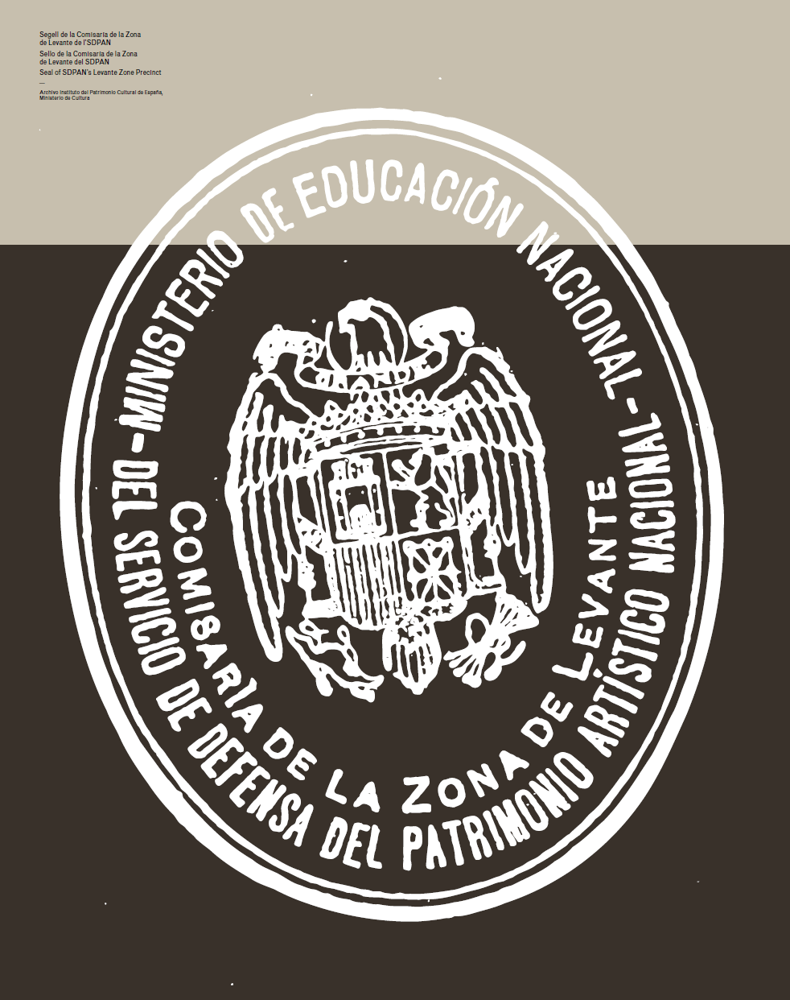 Segell de la Comisaría de la Zona
de Levante de l'SDPAN
Sello de la Comisaría de la Zona
de Levante del SDPAN
Seal of SDPAN's Levante Zone Precinct
—
Archivo Instituto del Patrimonio Cultural de España,
Ministerio de Cultura
-MINISTERIO DE EDUCACIÓN NACIONAL-
DEL SERVICIO DE DEFENSA DEL PATRIMONIO ARTÍSTICO NACIONAL
COMISARÌA DE LA ZONA DE LEVANTE